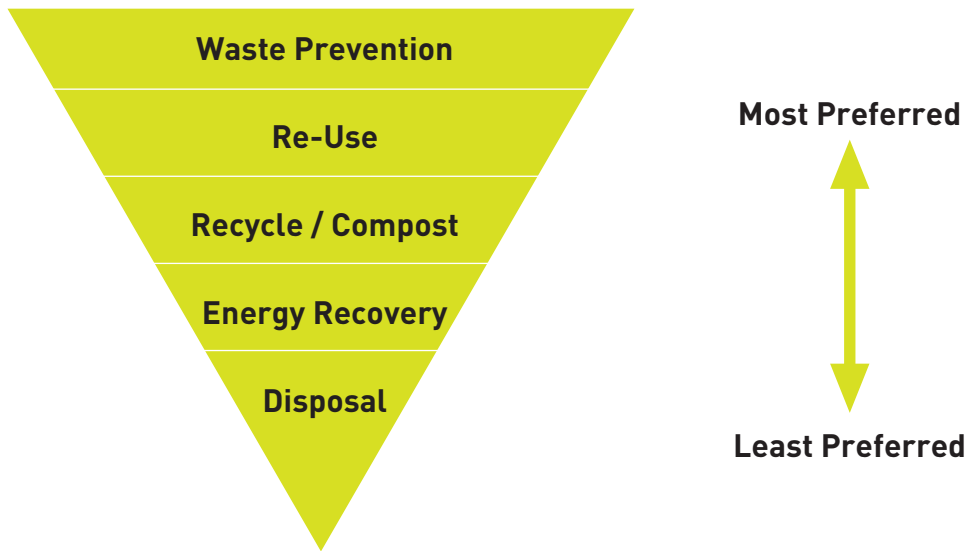 Waste Prevention
Re-Use
Recycle / Compost
Energy Recovery
Disposal
Most Preferred
Least Preferred